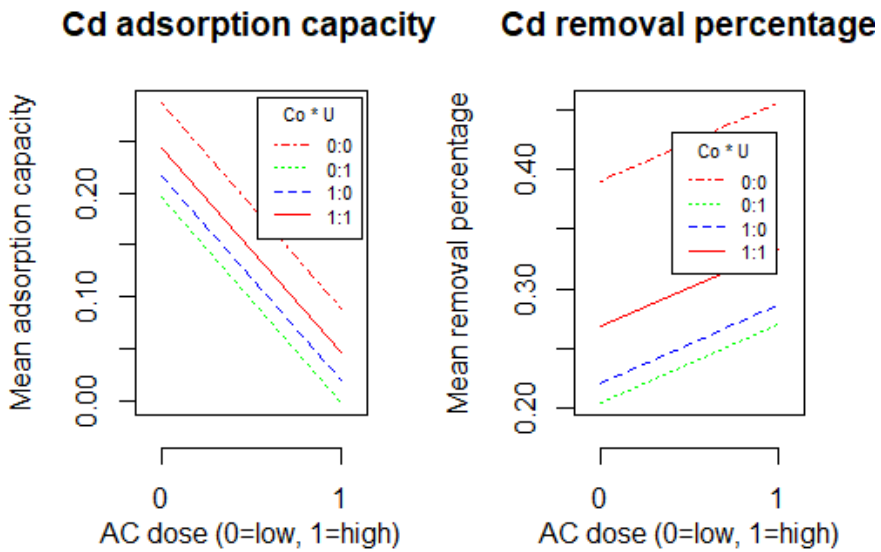 Cd adsorption capacity
Mean adsorption capacity
0.00
0.10
0.20
Co * U
0:0
0:1
1:0
1:1
0
1
AC dose (0=low, 1=high)
Cd removal percentage
Mean removal percentage
0.20
0.30
0.40
Co * U
0:0
0:1
1:0
1:1
0
1
AC dose (0=low, 1=high)